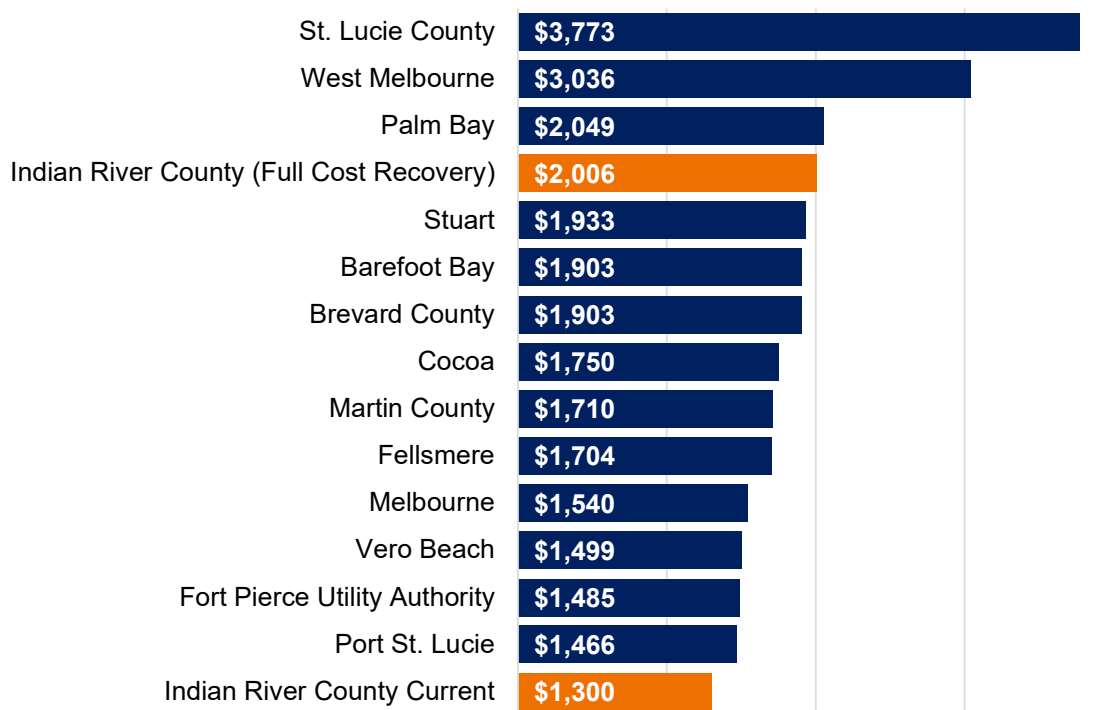 St. Lucie County $3,773
West Melbourne $3,036
Palm Bay $2,049
Indian River County (Full Cost Recovery) $2,006
Stuart $1,933
Barefoot Bay $1,903
Brevard County $1,903
Cocoa $1,750
Martin County $1,710
Fellsmere $1,704
Melbourne $1,540
Vero Beach $1,499
Fort Pierce Utility Authority $1,485
Port St. Lucie $1,466
Indian River County Current $1,300